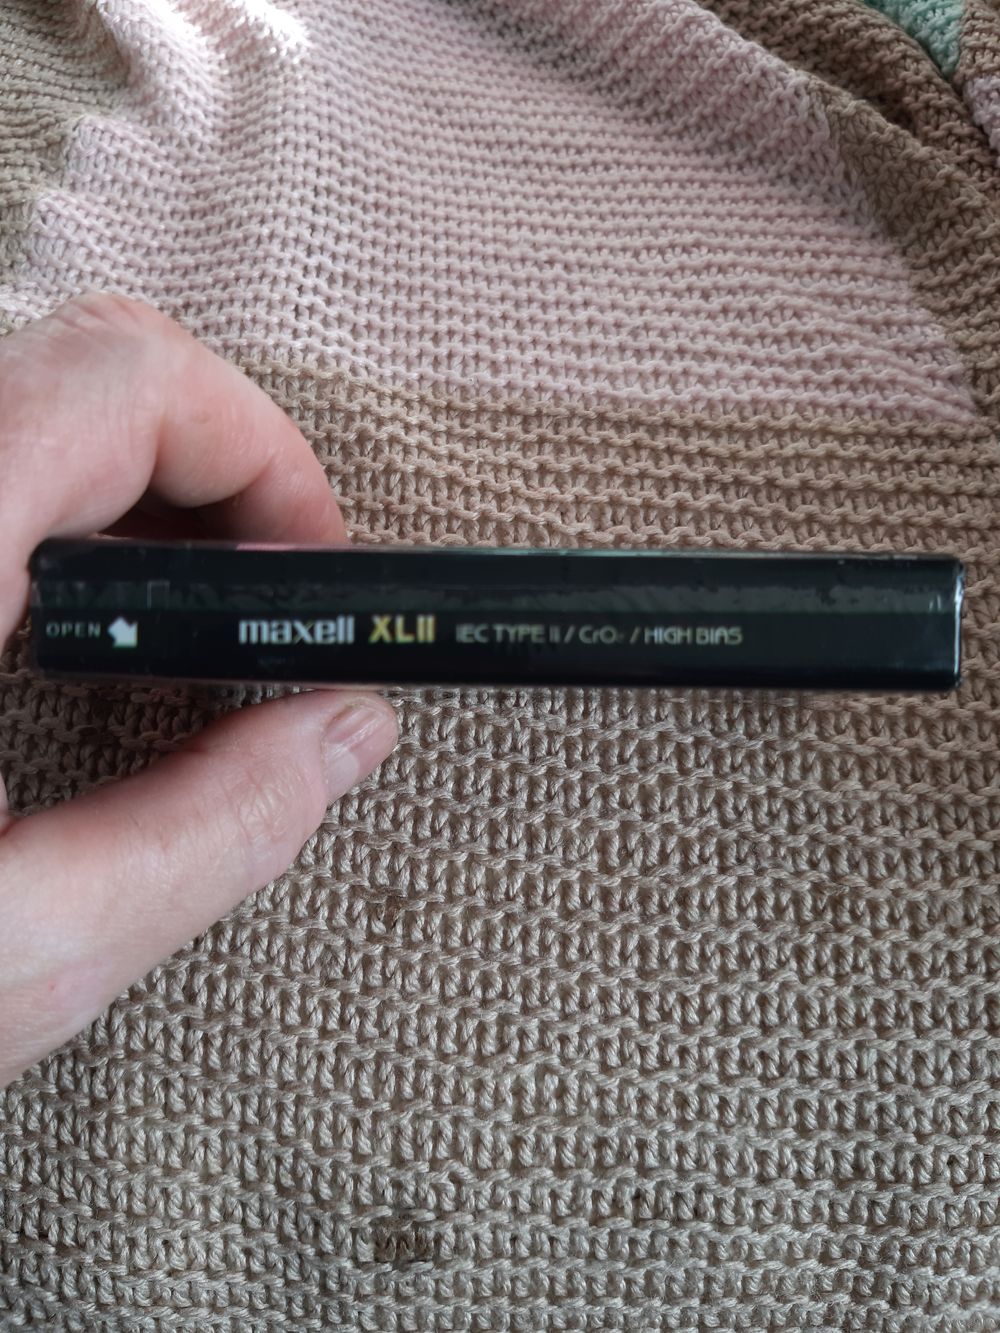 OPEN maxell XLII IEC TYPE II / CrO₂ / HIGH BIAS